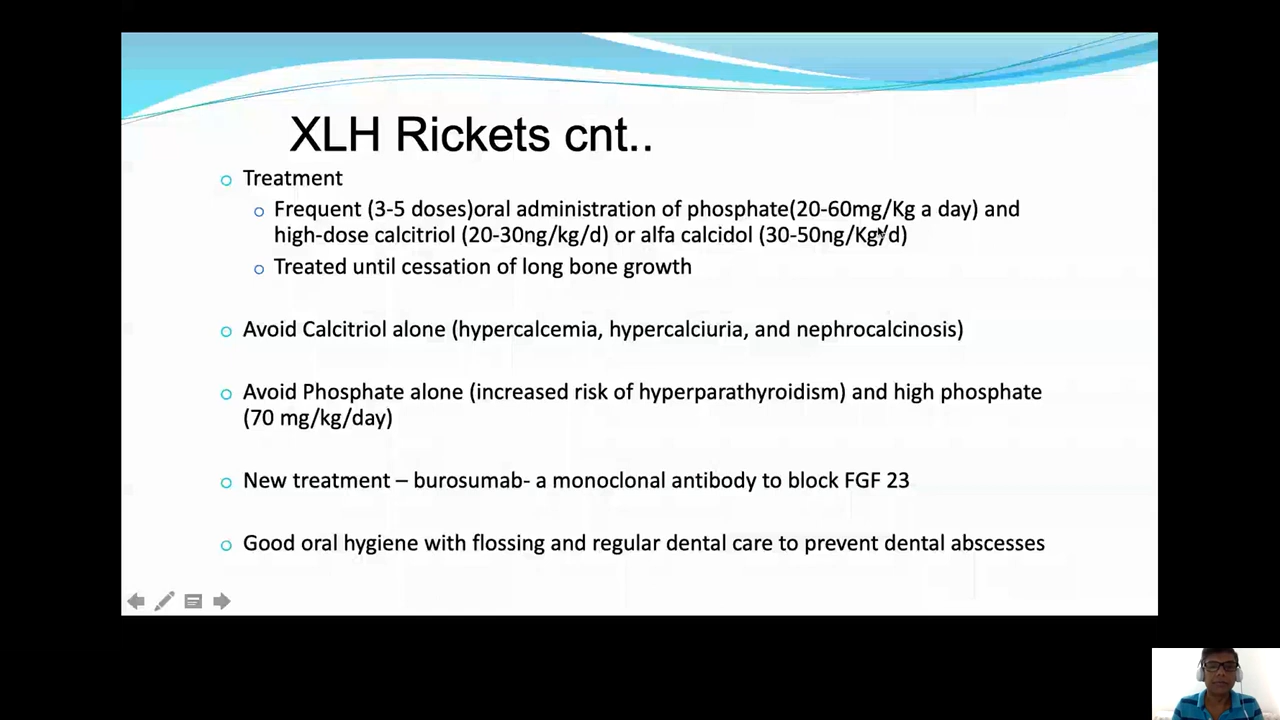 XLH Rickets cnt..
Treatment
Frequent (3-5 doses)oral administration of phosphate(20-60mg/Kg a day) and
high-dose calcitriol (20-30ng/kg/d) or alfa calcidol (30-50ng/Kg/d)
Treated until cessation of long bone growth
Avoid Calcitriol alone (hypercalcemia, hypercalciuria, and nephrocalcinosis)
Avoid Phosphate alone (increased risk of hyperparathyroidism) and high phosphate
(70 mg/kg/day)
New treatment – burosumab- a monoclonal antibody to block FGF 23
Good oral hygiene with flossing and regular dental care to prevent dental abscesses